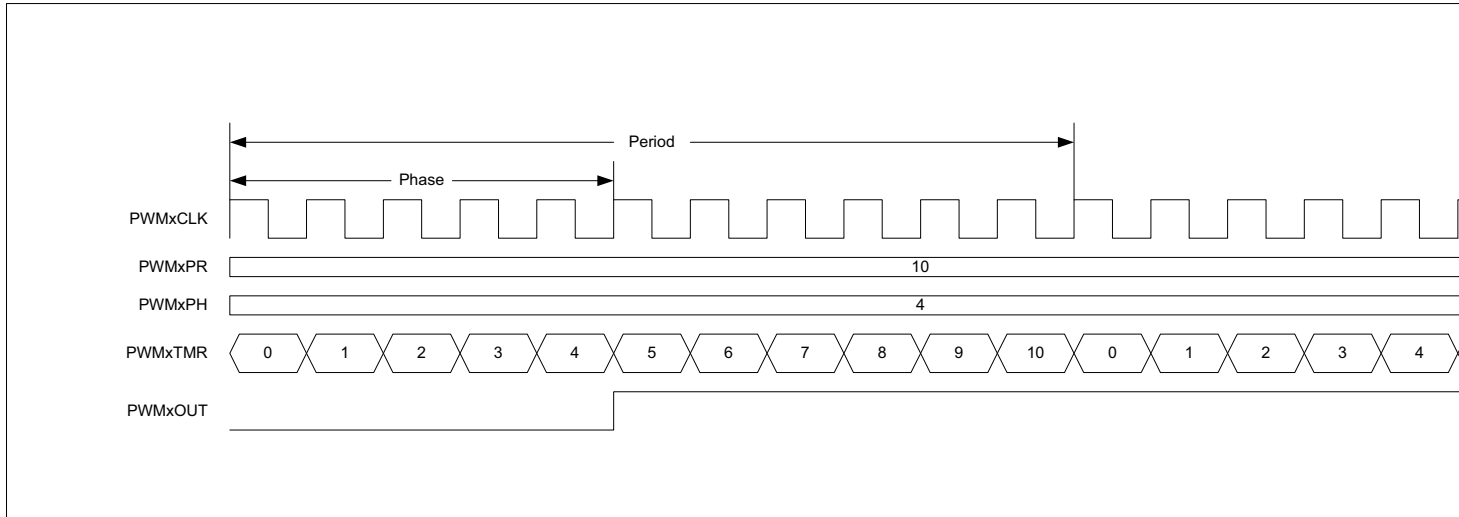 Period
Phase
PWMxCLK
PWMxPR 10
PWMxPH 4
PWMxTMR 0 1 2 3 4 5 6 7 8 9 10 0 1 2 3 4
PWMxOUT